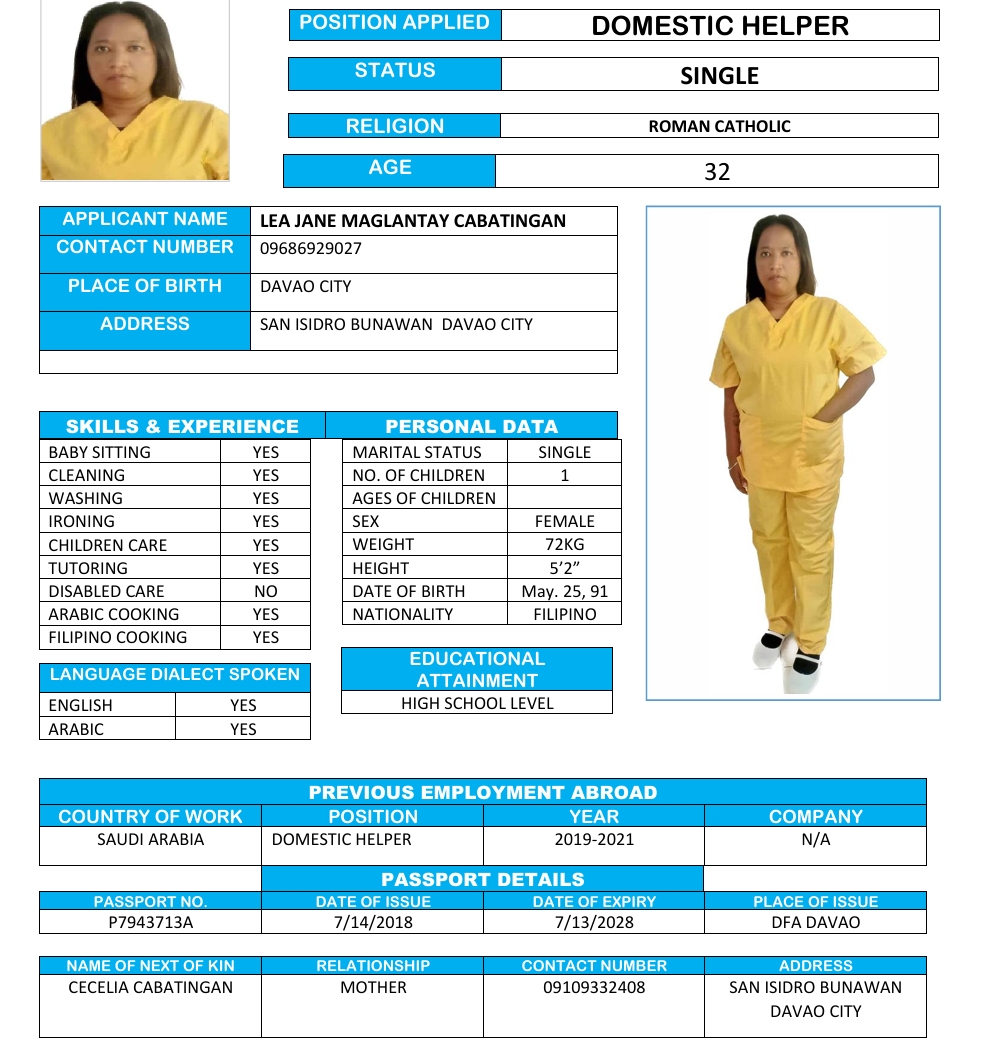 POSITION APPLIED DOMESTIC HELPER
STATUS SINGLE
RELIGION ROMAN CATHOLIC
AGE 32
APPLICANT NAME LEA JANE MAGLANTAY CABATINGAN
CONTACT NUMBER 09686929027
PLACE OF BIRTH DAVAO CITY
ADDRESS SAN ISIDRO BUNAWAN DAVAO CITY
SKILLS & EXPERIENCE PERSONAL DATA
BABY SITTING YES MARITAL STATUS SINGLE
CLEANING YES NO. OF CHILDREN 1
WASHING YES AGES OF CHILDREN
IRONING YES SEX FEMALE
CHILDREN CARE YES WEIGHT 72KG
TUTORING YES HEIGHT 5’2”
DISABLED CARE NO DATE OF BIRTH May. 25, 91
ARABIC COOKING YES NATIONALITY FILIPINO
FILIPINO COOKING YES
LANGUAGE DIALECT SPOKEN
ENGLISH YES
ARABIC YES
EDUCATIONAL
ATTAINMENT
HIGH SCHOOL LEVEL
PREVIOUS EMPLOYMENT ABROAD
COUNTRY OF WORK POSITION YEAR COMPANY
SAUDI ARABIA DOMESTIC HELPER 2019-2021 N/A
PASSPORT DETAILS
PASSPORT NO. DATE OF ISSUE DATE OF EXPIRY PLACE OF ISSUE
P7943713A 7/14/2018 7/13/2028 DFA DAVAO
NAME OF NEXT OF KIN RELATIONSHIP CONTACT NUMBER ADDRESS
CECELIA CABATINGAN MOTHER 09109332408 SAN ISIDRO BUNAWAN
DAVAO CITY